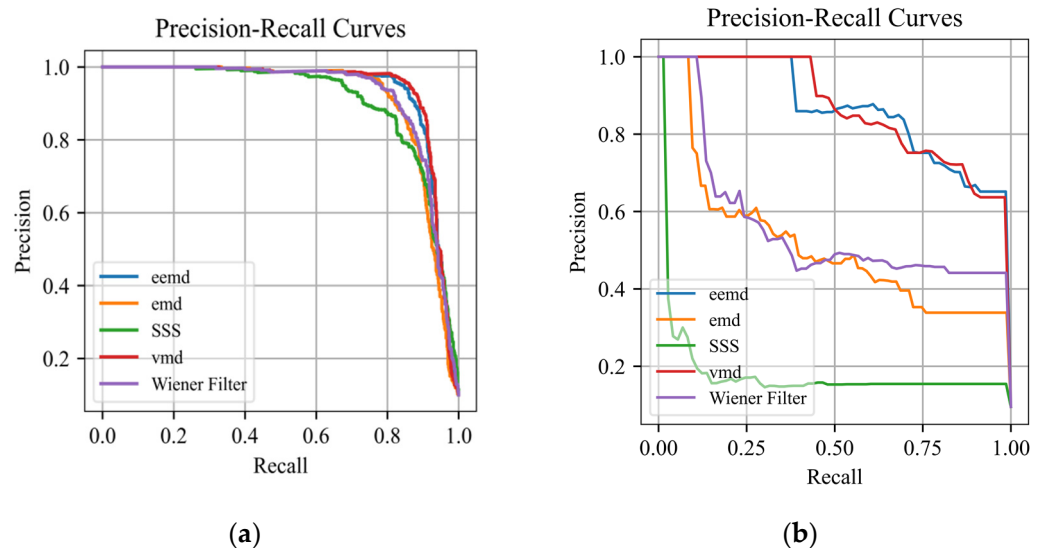 Precision-Recall Curves
Precision
1.0
0.8
0.6
0.4
0.2
eemd
emd
SSS
vmd
Wiener Filter
0.0 0.2 0.4 0.6 0.8 1.0
Recall
(a)
Precision-Recall Curves
Precision
1.0
0.8
0.6
0.4
0.2
eemd
emd
SSS
vmd
Wiener Filter
0.00 0.25 0.50 0.75 1.00
Recall
(b)